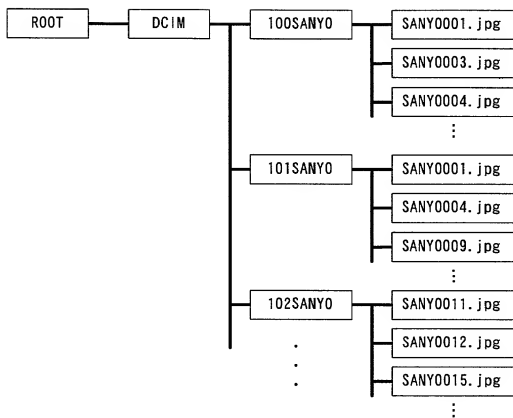 ROOT
DCIM
100SANYO
SANY0001.jpg
SANY0003.jpg
SANY0004.jpg
101SANYO
SANY0001.jpg
SANY0004.jpg
SANY0009.jpg
102SANYO
SANY0011.jpg
SANY0012.jpg
SANY0015.jpg